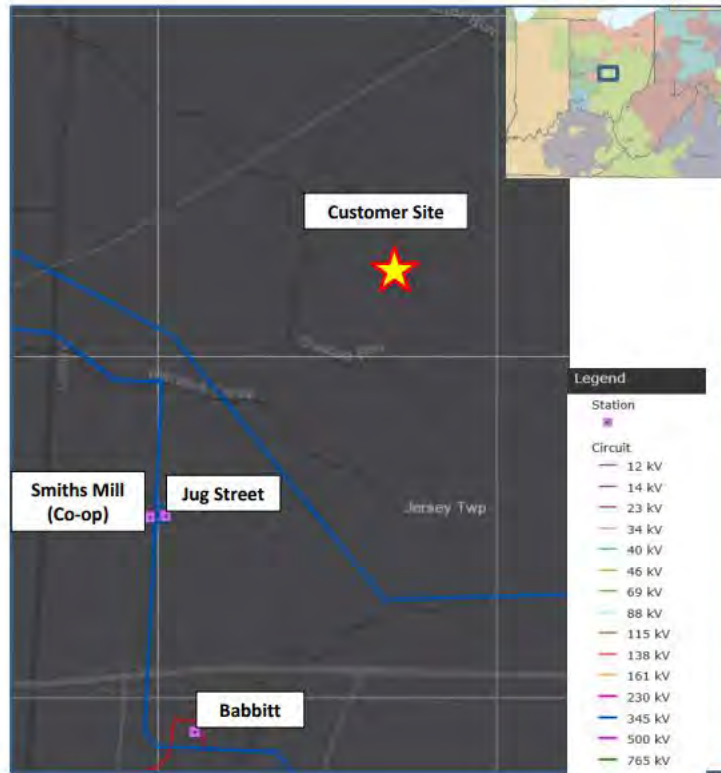 Customer Site
Smiths Mill
(Co-op)
Jug Street
Jersey Twp
Babbitt
Legend
Station
Circuit
12 kV
14 kV
23 kV
34 kV
40 kV
46 kV
69 kV
88 kV
115 kV
138 kV
161 kV
230 kV
345 kV
500 kV
765 kV